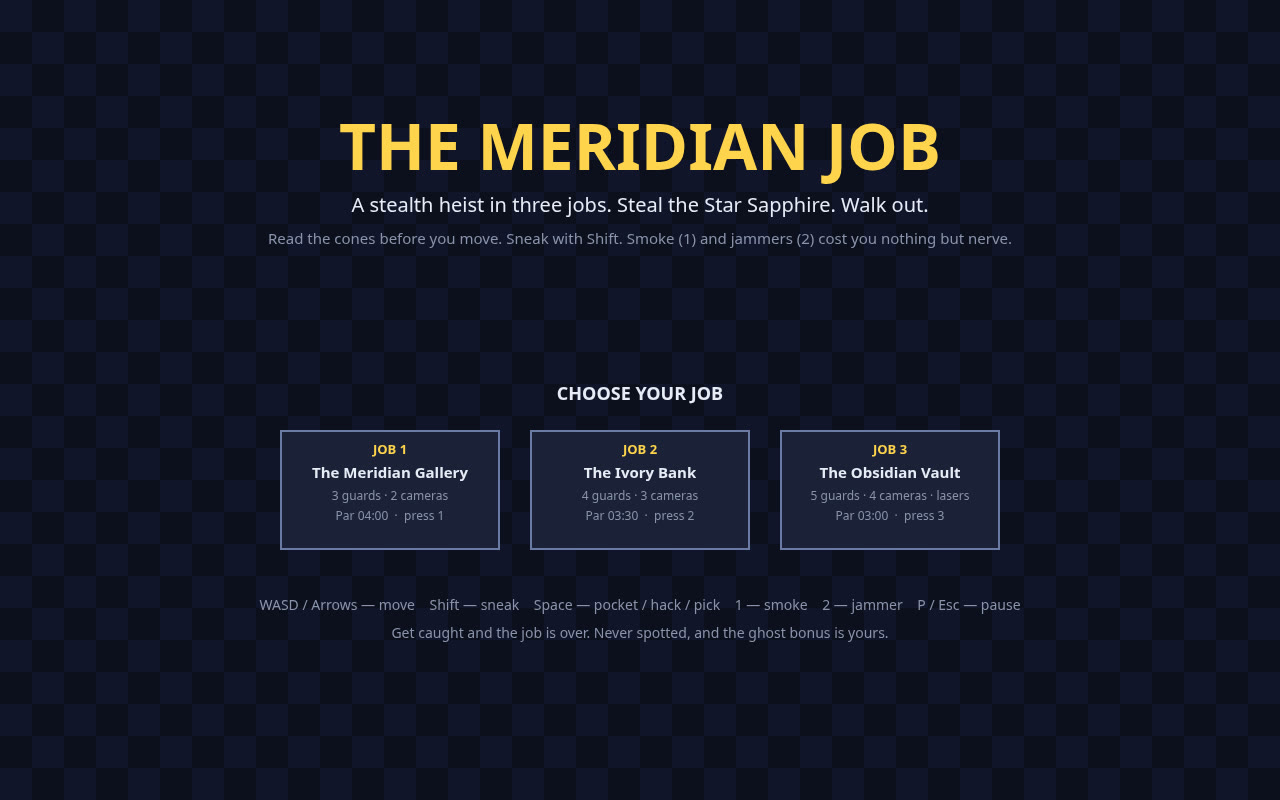 THE MERIDIAN JOB
A stealth heist in three jobs. Steal the Star Sapphire. Walk out.
Read the cones before you move. Sneak with Shift. Smoke (1) and jammers (2) cost you nothing but nerve.
CHOOSE YOUR JOB
JOB 1
The Meridian Gallery
3 guards · 2 cameras
Par 04:00 · press 1
JOB 2
The Ivory Bank
4 guards · 3 cameras
Par 03:30 · press 2
JOB 3
The Obsidian Vault
5 guards · 4 cameras · lasers
Par 03:00 · press 3
WASD / Arrows — move Shift — sneak Space — pocket / hack / pick 1 — smoke 2 — jammer P / Esc — pause
Get caught and the job is over. Never spotted, and the ghost bonus is yours.